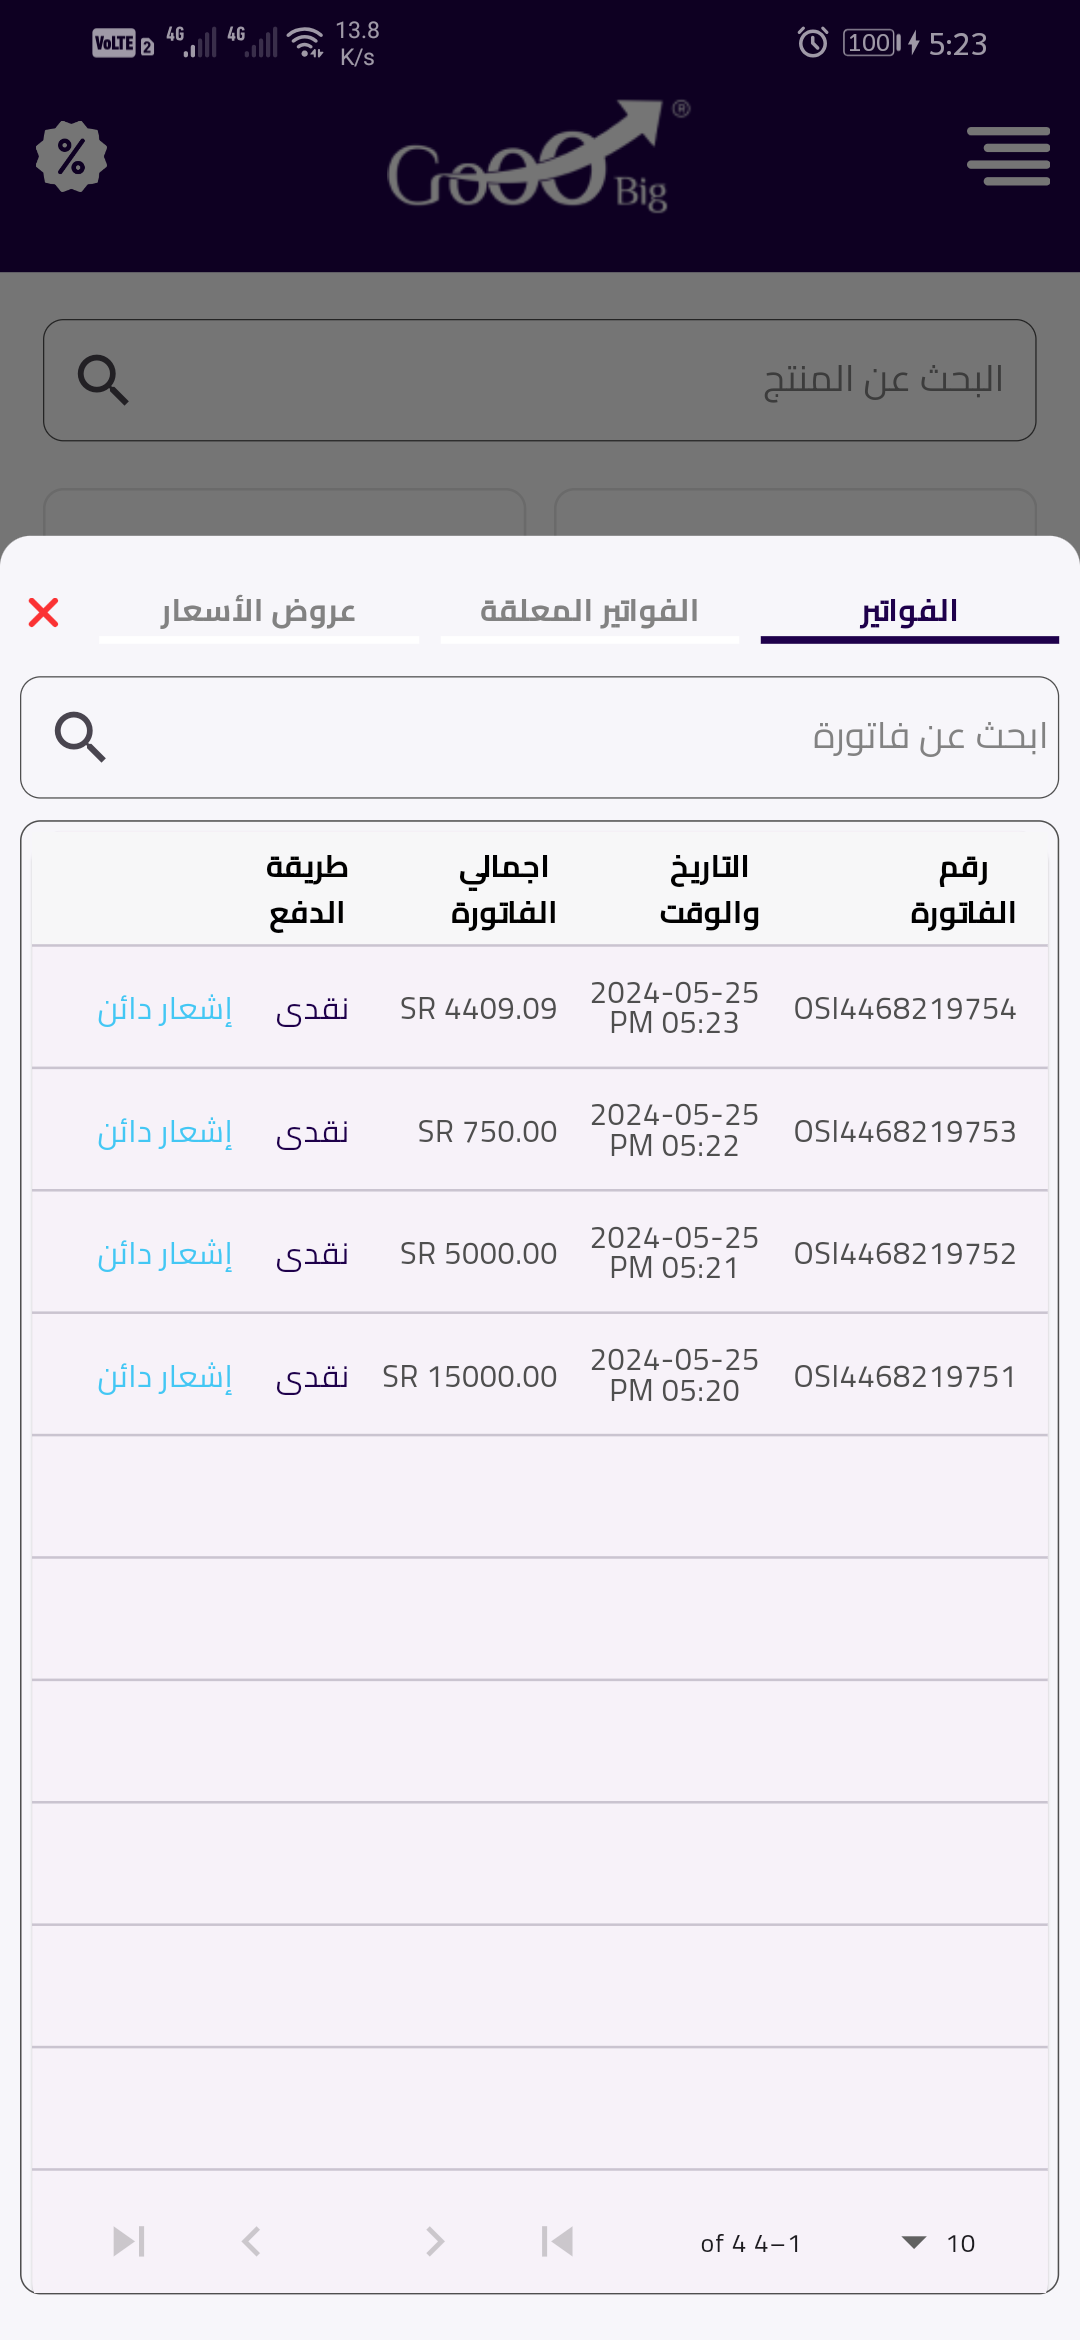 VoLTE 2 4G 4G 13.8 K/s 100 5:23
GoOO Big ®
البحث عن المنتج
الفواتير الفواتير المعلقة عروض الأسعار
ابحث عن فاتورة
رقم الفاتورة التاريخ والوقت اجمالي الفاتورة طريقة الدفع
OSI4468219754 2024-05-25 PM 05:23 SR 4409.09 نقدى إشعار دائن
OSI4468219753 2024-05-25 PM 05:22 SR 750.00 نقدى إشعار دائن
OSI4468219752 2024-05-25 PM 05:21 SR 5000.00 نقدى إشعار دائن
OSI4468219751 2024-05-25 PM 05:20 SR 15000.00 نقدى إشعار دائن
10 of 4 4–1